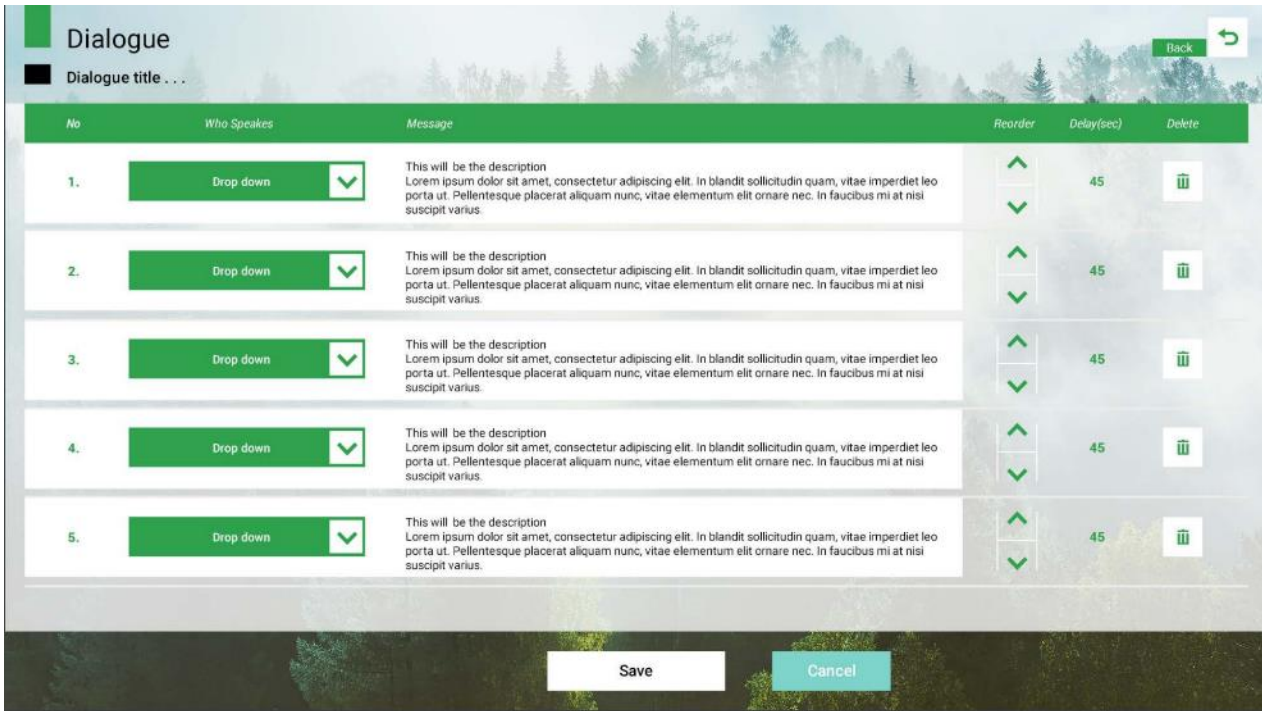 Dialogue
Back
Dialogue title . . .
No Who Speakes Message Reorder Delay(sec) Delete
This will be the description
1. Drop down Lorem ipsum dolor sit amet, consectetur adipiscing elit. In blandit sollicitudin quam, vitae imperdiet leo 45
porta ut. Pellentesque placerat aliquam nunc, vitae elementum elit ornare nec. In faucibus mi at nisi
suscipit varius.
This will be the description
2. Drop down Lorem ipsum dolor sit amet, consectetur adipiscing elit. In blandit sollicitudin quam, vitae imperdiet leo 45
porta ut. Pellentesque placerat aliquam nunc, vitae elementum elit ornare nec. In faucibus mi at nisi
suscipit varius.
This will be the description
3. Drop down Lorem ipsum dolor sit amet, consectetur adipiscing elit. In blandit sollicitudin quam, vitae imperdiet leo 45
porta ut. Pellentesque placerat aliquam nunc, vitae elementum elit ornare nec. In faucibus mi at nisi
suscipit varius.
This will be the description
4. Drop down Lorem ipsum dolor sit amet, consectetur adipiscing elit. In blandit sollicitudin quam, vitae imperdiet leo 45
porta ut. Pellentesque placerat aliquam nunc, vitae elementum elit ornare nec. In faucibus mi at nisi
suscipit varius.
This will be the description
5. Drop down Lorem ipsum dolor sit amet, consectetur adipiscing elit. In blandit sollicitudin quam, vitae imperdiet leo 45
porta ut. Pellentesque placerat aliquam nunc, vitae elementum elit ornare nec. In faucibus mi at nisi
suscipit varius.
Save Cancel